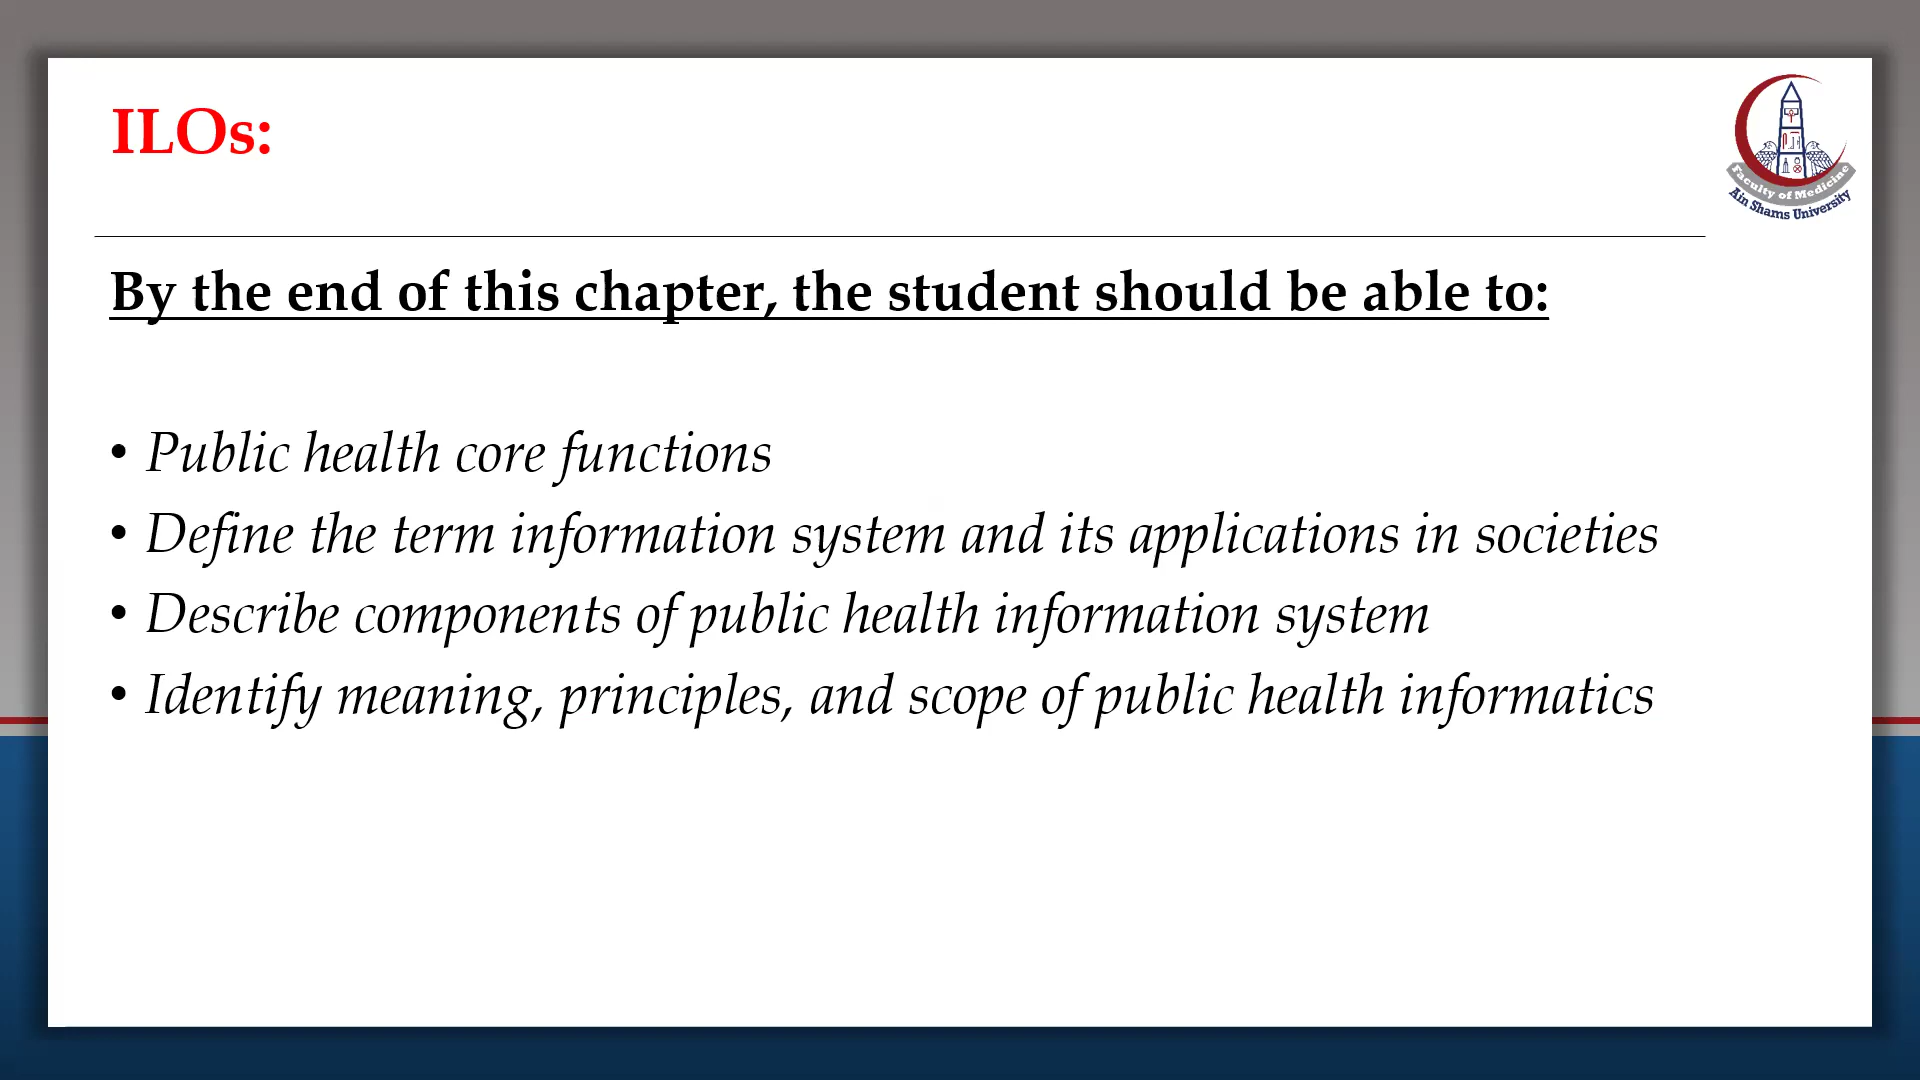 ILOs:
Faculty of Medicine
Ain Shams University
By the end of this chapter, the student should be able to:
• Public health core functions
• Define the term information system and its applications in societies
• Describe components of public health information system
• Identify meaning, principles, and scope of public health informatics